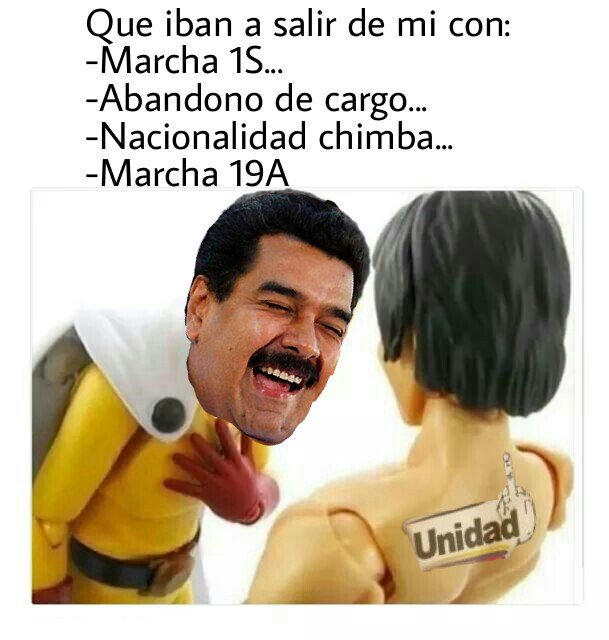 Que iban a salir de mi con:
-Marcha 1S...
-Abandono de cargo...
-Nacionalidad chimba...
-Marcha 19A
Unidad